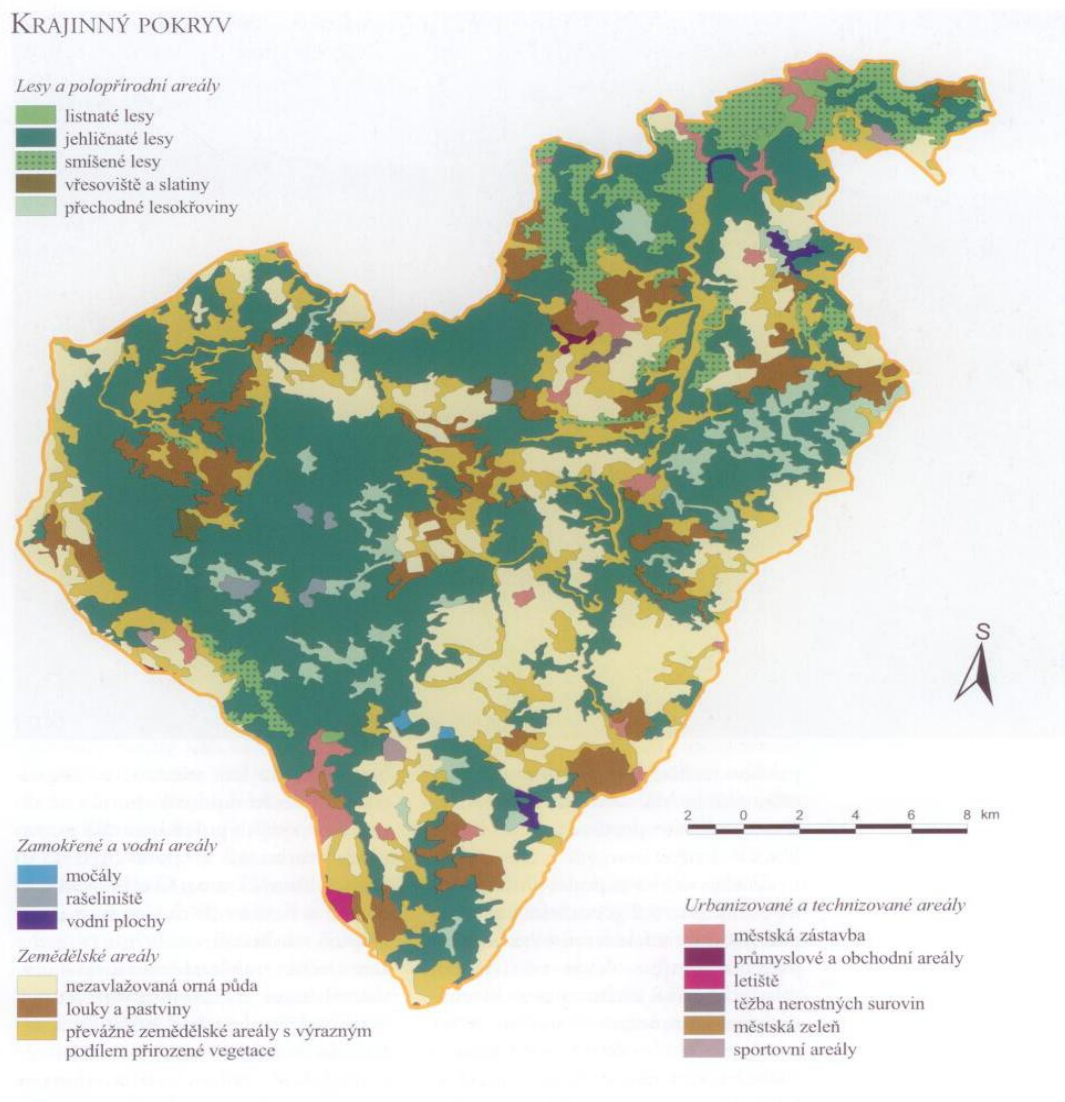 KRAJINNÝ POKRYV
Lesy a polopřírodní areály
listnaté lesy
jehličnaté lesy
smíšené lesy
vřesoviště a slatiny
přechodné lesokřoviny
S
2 0 2 4 6 8 km
Zamokřené a vodní areály
močály
rašeliniště
vodní plochy
Zemědělské areály
nezavlažovaná orná půda
louky a pastviny
převážně zemědělské areály s výrazným
podílem přirozené vegetace
Urbanizované a technizované areály
městská zástavba
průmyslové a obchodní areály
letiště
těžba nerostných surovin
městská zeleň
sportovní areály